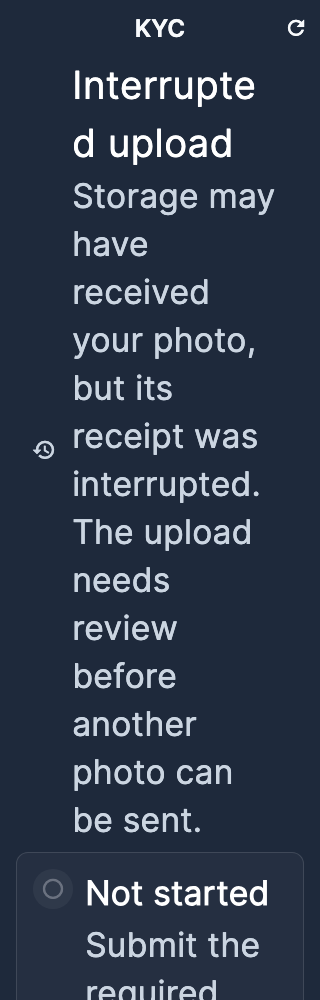 KYC
Interrupte
d upload
Storage may
have
received
your photo,
but its
receipt was
interrupted.
The upload
needs
review
before
another
photo can
be sent.
Not started
Submit the
required